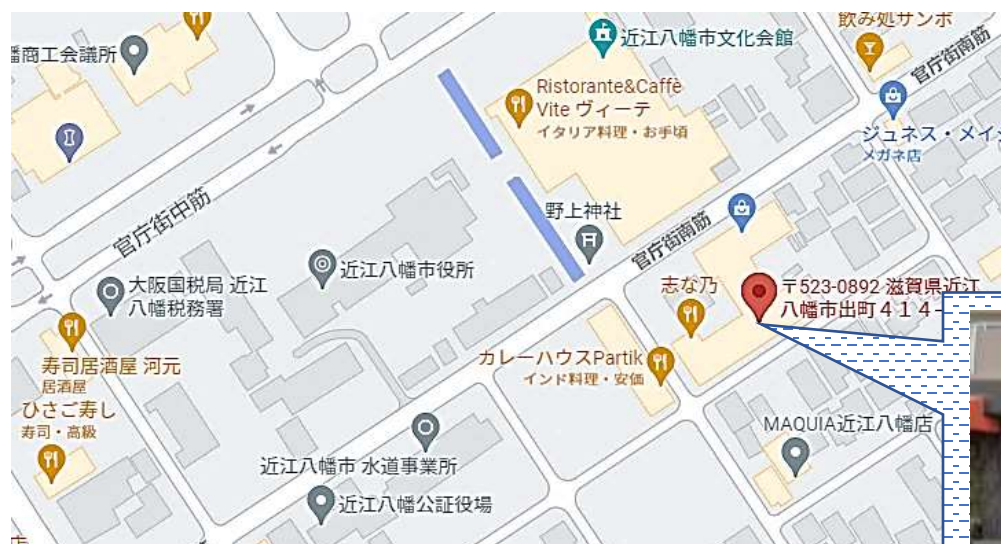 飲み処サンボ
近江八幡市文化会館
幡商工会議所
官庁街南筋
Ristorante&Caffè
Vite ヴィーテ
イタリア料理・お手頃
ジュネス・メイ
メガネ店
官庁街中筋
野上神社
官庁街南筋
近江八幡市役所
大阪国税局 近江
八幡税務署
志な乃
〒523-0892 滋賀県近江
八幡市出町414-
寿司居酒屋 河元
居酒屋
カレーハウスPartik
インド料理・安価
ひさご寿し
寿司・高級
MAQUIA近江八幡店
近江八幡市 水道事業所
近江八幡公証役場
店